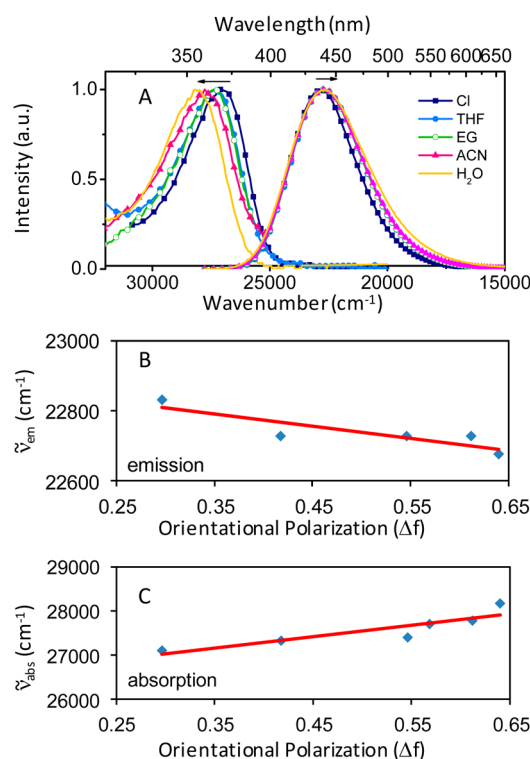 Wavelength (nm)
350 400 450 500 550 600 650
A
1.0
0.5
0.0
Intensity (a.u.)
Cl
THF
EG
ACN
H₂O
30000 25000 20000 15000
Wavenumber (cm⁻¹)
B
23000
22800
22600
ṽem (cm⁻¹)
emission
0.25 0.35 0.45 0.55 0.65
Orientational Polarization (Δf)
C
29000
28000
27000
26000
ṽabs (cm⁻¹)
absorption
0.25 0.35 0.45 0.55 0.65
Orientational Polarization (Δf)